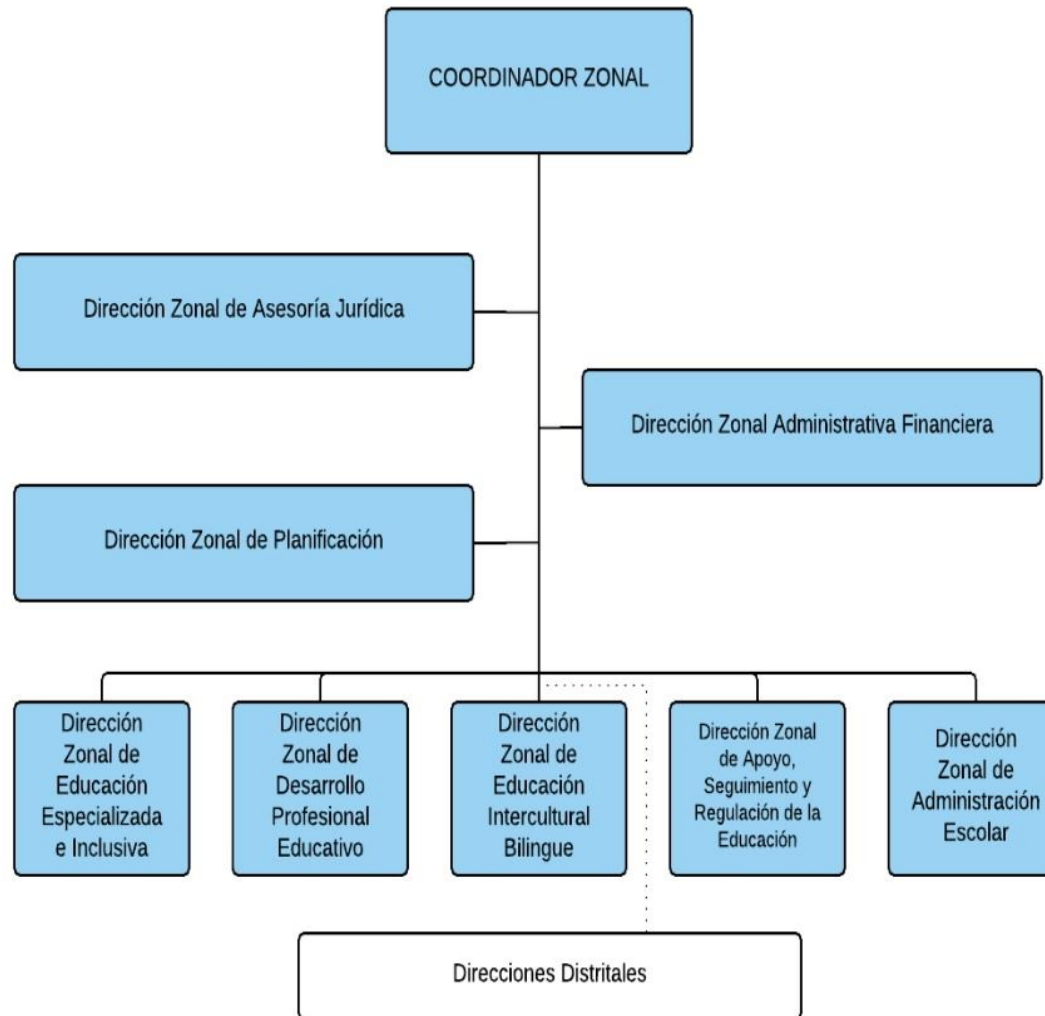 COORDINADOR ZONAL
Dirección Zonal de Asesoría Jurídica
Dirección Zonal Administrativa Financiera
Dirección Zonal de Planificación
Dirección
Zonal de
Educación
Especializada
e Inclusiva
Dirección
Zonal de
Desarrollo
Profesional
Educativo
Dirección
Zonal de
Educación
Intercultural
Bilingue
Dirección Zonal
de Apoyo,
Seguimiento y
Regulación de la
Educación
Dirección
Zonal de
Administración
Escolar
Direcciones Distritales